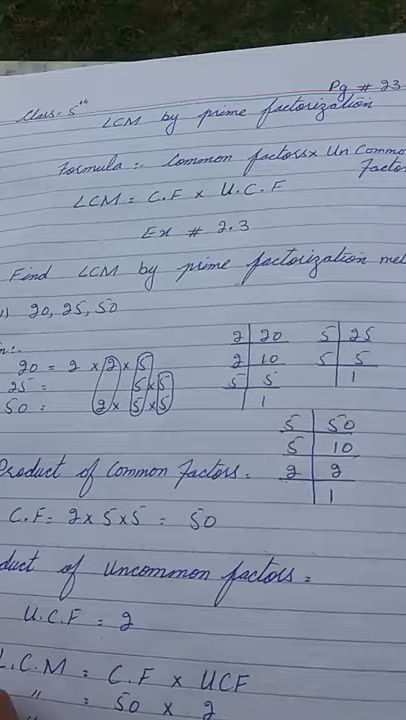 Pg # 23
Class = 5th
LCM by prime factorization
Formula :- Common factors x Un Common Factor
LCM = C.F x U.C.F
Ex # 2.3
Find LCM by prime factorization
20, 25, 50
20 = 2 x 2 x 5
25 = 5 x 5
50 = 2 x 5 x 5
2 | 20
2 | 10
5 | 5
1
5 | 25
5 | 5
1
5 | 50
5 | 10
2 | 2
1
Product of Common Factors =
C.F = 2 x 5 x 5 = 50
duct of Uncommon factors =
U.C.F = 2
L.C.M = C.F x UCF
" = 50 x 2